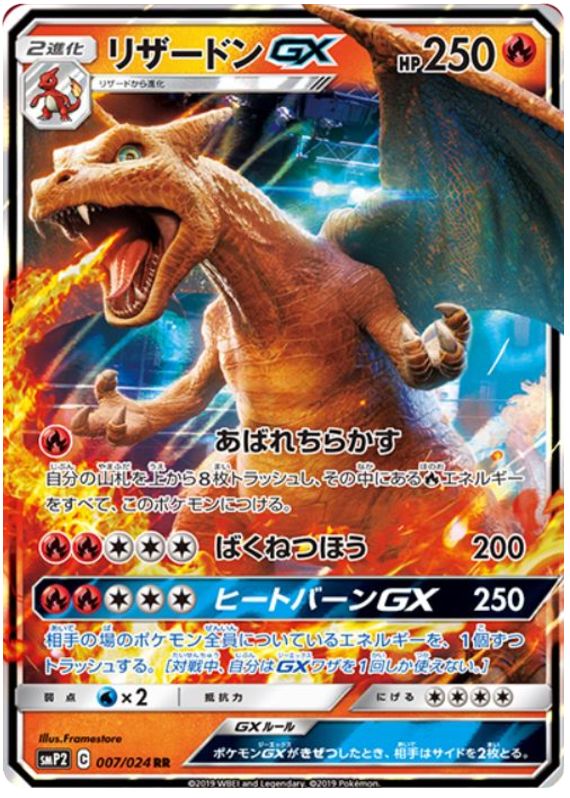 2進化 リザードンGX HP250
リザードから進化
あばれちらかす
自分の山札を上から8枚トラッシュし、その中にあるエネルギー
をすべて、このポケモンにつける。
ばくねつほう 200
ヒートバーンGX 250
相手の場のポケモン全員についているエネルギーを、1個ずつ
トラッシュする。[対戦中、自分はGXワザを1回しか使えない。]
弱点 ×2 抵抗力 にげる
Illus.Framestore
GXルール
ポケモンGXがきぜつしたとき、相手はサイドを2枚とる。
SMP2 C 007/024 RR
©2019 WBEI and Legendary. ©2019 Pokémon.